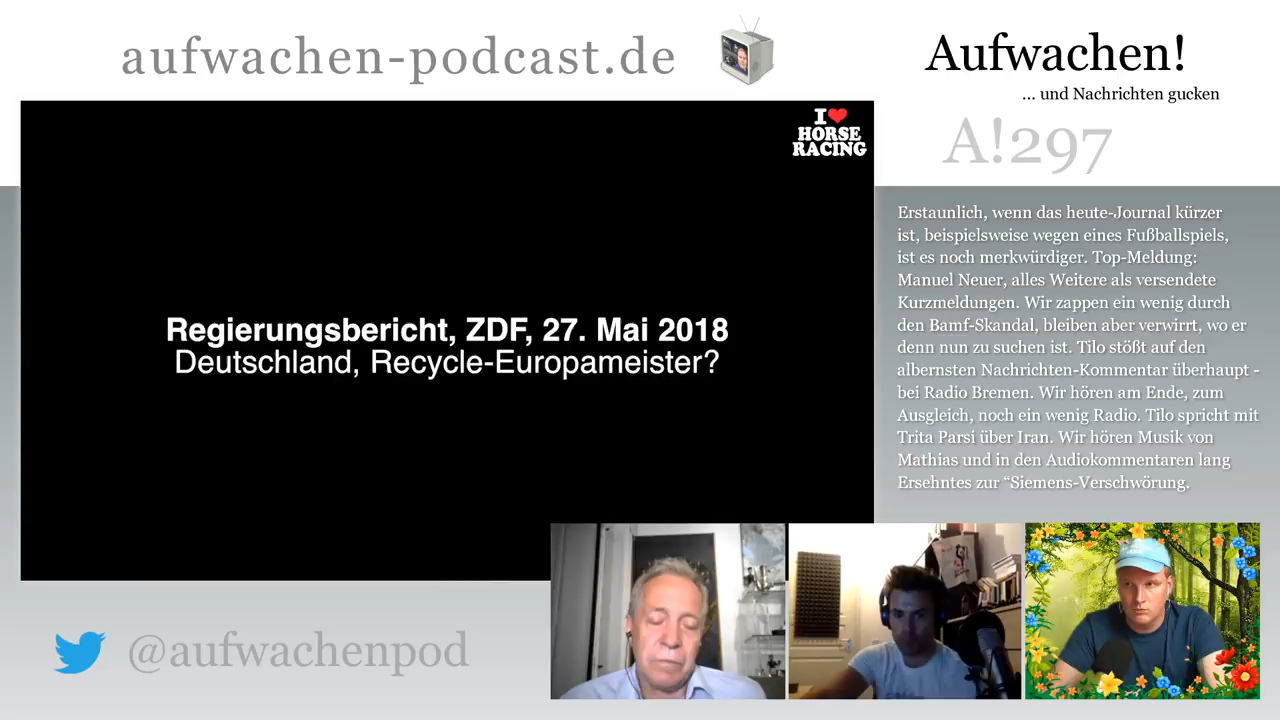 aufwachen-podcast.de
Aufwachen!
... und Nachrichten gucken
A!297
I
HORSE
RACING
Regierungsbericht, ZDF, 27. Mai 2018
Deutschland, Recycle-Europameister?
Erstaunlich, wenn das heute-Journal kürzer
ist, beispielsweise wegen eines Fußballspiels,
ist es noch merkwürdiger. Top-Meldung:
Manuel Neuer, alles Weitere als versendete
Kurzmeldungen. Wir zappen ein wenig durch
den Bamf-Skandal, bleiben aber verwirrt, wo er
denn nun zu suchen ist. Tilo stößt auf den
albernsten Nachrichten-Kommentar überhaupt -
bei Radio Bremen. Wir hören am Ende, zum
Ausgleich, noch ein wenig Radio. Tilo spricht mit
Trita Parsi über Iran. Wir hören Musik von
Mathias und in den Audiokommentaren lang
Ersehntes zur “Siemens-Verschwörung.
@aufwachenpod